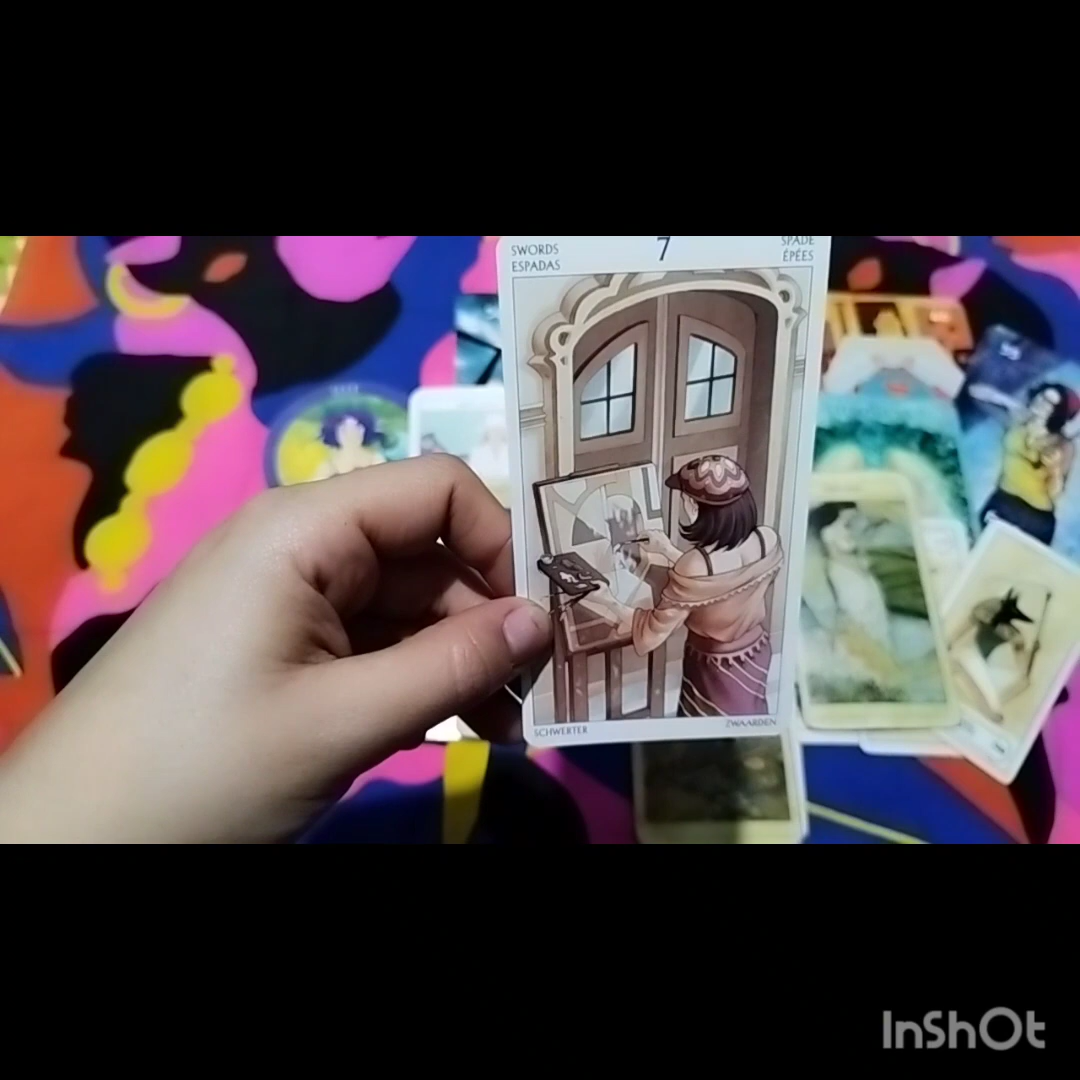 SWORDS
ESPADAS
7
SPADE
ÉPÉES
SCHWERTER
ZWAARDEN
InShOt